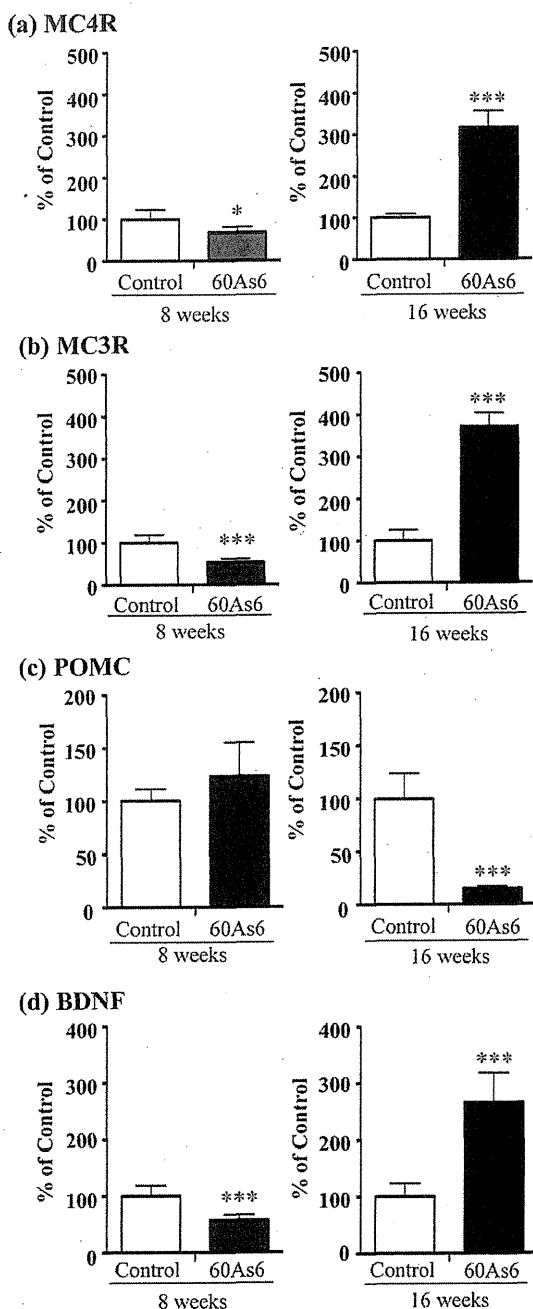 (a) MC4R
% of Control
500
400
300
200
100
0
*
Control 60As6
8 weeks
% of Control
500
400
300
200
100
0
***
Control 60As6
16 weeks
(b) MC3R
% of Control
500
400
300
200
100
0
***
Control 60As6
8 weeks
% of Control
500
400
300
200
100
0
***
Control 60As6
16 weeks
(c) POMC
% of Control
200
150
100
50
0
Control 60As6
8 weeks
% of Control
200
150
100
50
0
***
Control 60As6
16 weeks
(d) BDNF
% of Control
400
300
200
100
0
***
Control 60As6
8 weeks
% of Control
400
300
200
100
0
***
Control 60As6
16 weeks